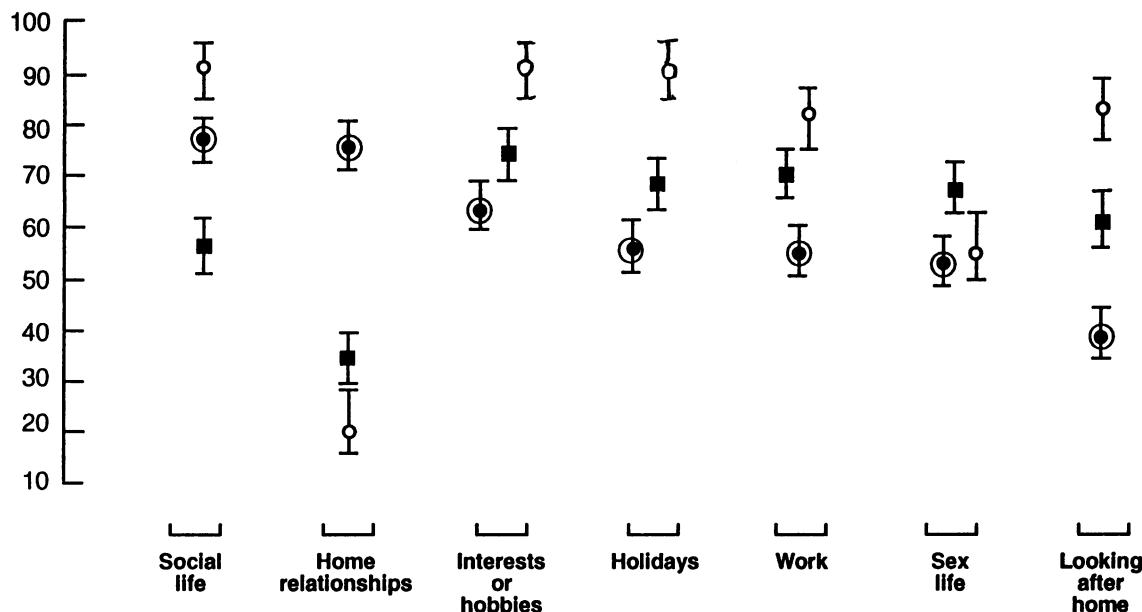 100
90
80
70
60
50
40
30
20
10
Social
life
Home
relationships
Interests
or
hobbies
Holidays
Work
Sex
life
Looking
after
home